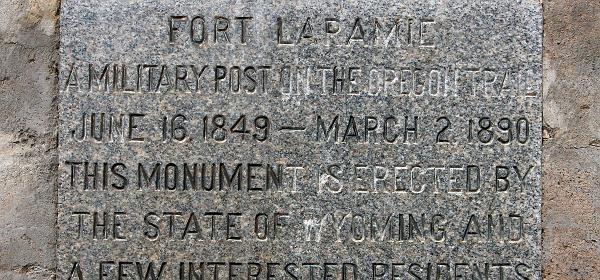 FORT LARAMIE
A MILITARY POST ON THE OREGON TRAIL
JUNE 16, 1849 — MARCH 2, 1890
THIS MONUMENT IS ERECTED BY
THE STATE OF WYOMING AND
A FEW INTERESTED RESIDENTS